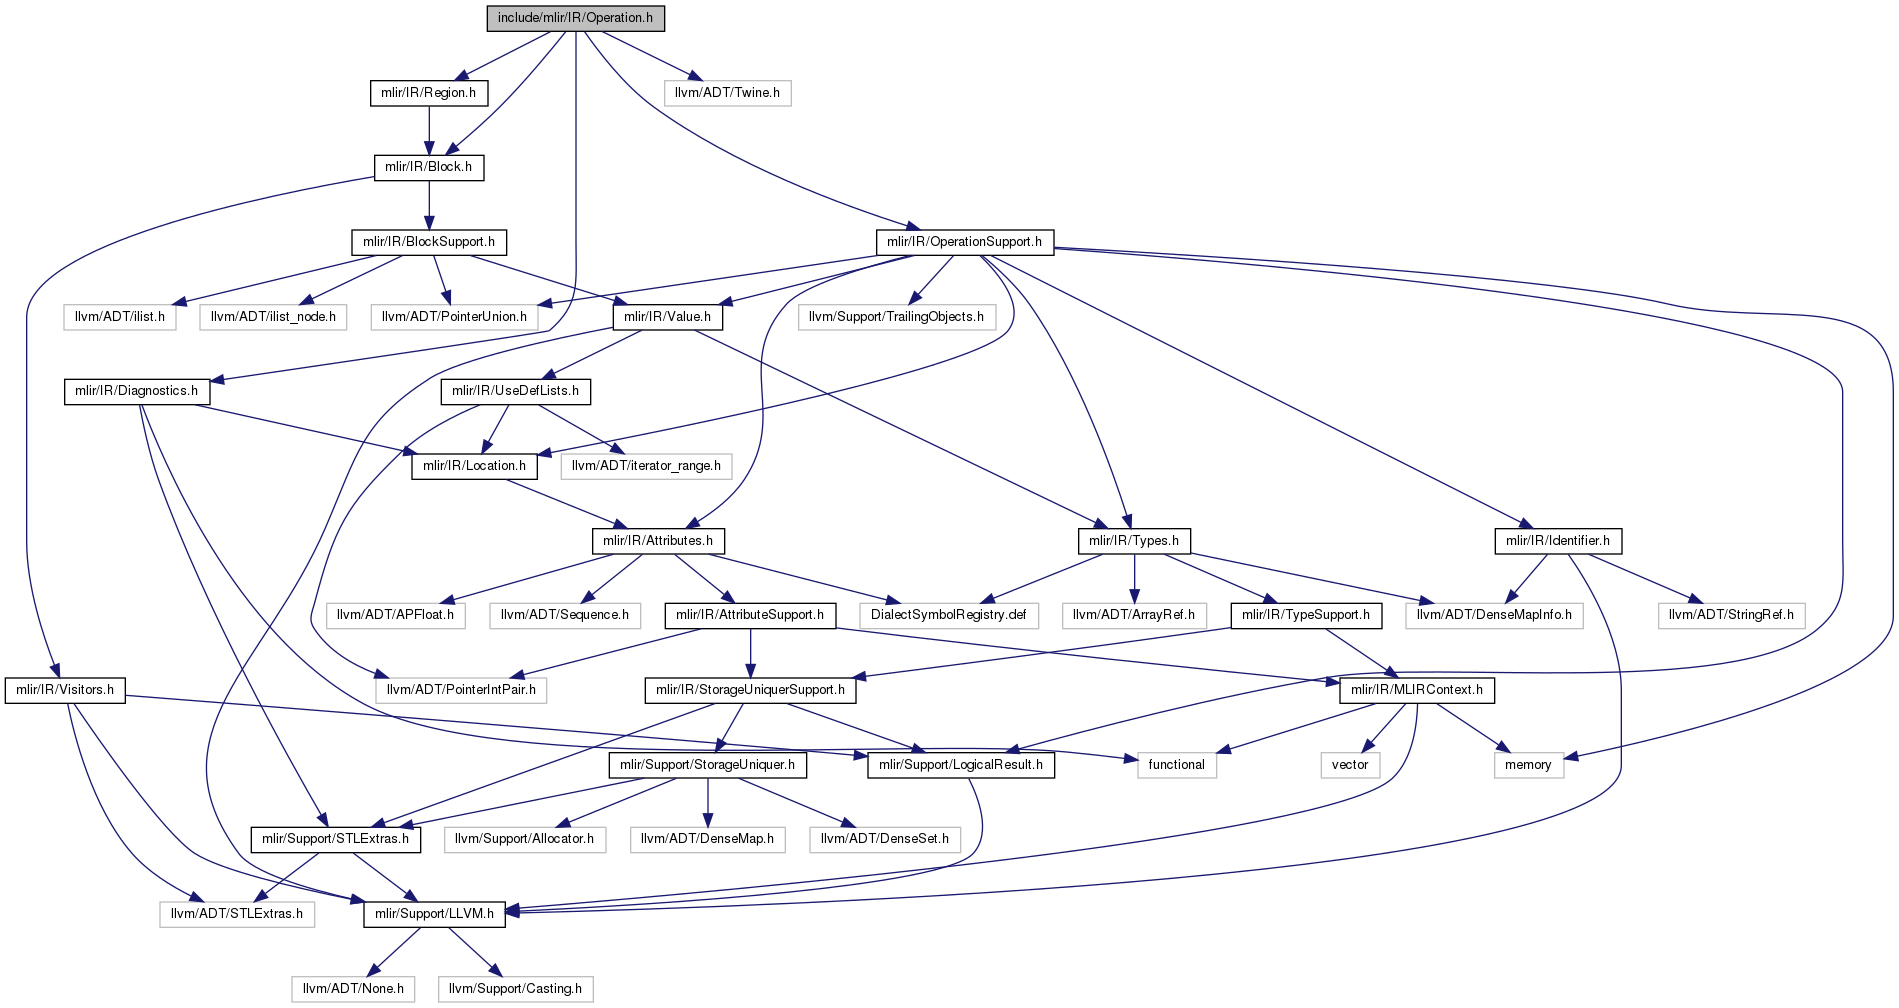 include/mlir/IR/Operation.h
mlir/IR/Region.h
llvm/ADT/Twine.h
mlir/IR/Block.h
mlir/IR/BlockSupport.h
mlir/IR/OperationSupport.h
llvm/ADT/ilist.h
llvm/ADT/ilist_node.h
llvm/ADT/PointerUnion.h
mlir/IR/Value.h
llvm/Support/TrailingObjects.h
mlir/IR/Diagnostics.h
mlir/IR/UseDefLists.h
mlir/IR/Location.h
llvm/ADT/iterator_range.h
mlir/IR/Attributes.h
mlir/IR/Types.h
mlir/IR/Identifier.h
llvm/ADT/APFloat.h
llvm/ADT/Sequence.h
mlir/IR/AttributeSupport.h
DialectSymbolRegistry.def
llvm/ADT/ArrayRef.h
mlir/IR/TypeSupport.h
llvm/ADT/DenseMapInfo.h
llvm/ADT/StringRef.h
mlir/IR/Visitors.h
llvm/ADT/PointerIntPair.h
mlir/IR/StorageUniquerSupport.h
mlir/IR/MLIRContext.h
mlir/Support/StorageUniquer.h
mlir/Support/LogicalResult.h
functional
vector
memory
mlir/Support/STLExtras.h
llvm/Support/Allocator.h
llvm/ADT/DenseMap.h
llvm/ADT/DenseSet.h
llvm/ADT/STLExtras.h
mlir/Support/LLVM.h
llvm/ADT/None.h
llvm/Support/Casting.h